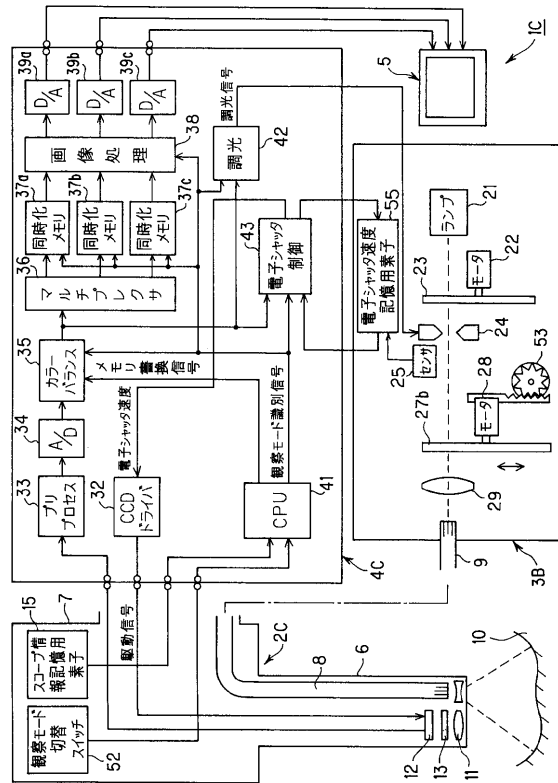 1C
39a
39b
39c
D/A
D/A
D/A
5
38
画像処理
37a
37b
37c
同時化メモリ
同時化メモリ
同時化メモリ
調光信号
調光
42
36
マルチプレクサ
43
電子シャッタ制御
55
電子シャッタ速度記憶用素子
ランプ
21
35
カラーバランス
メモリ書換信号
23
モータ
22
24
25
センサ
34
A/D
電子シャッタ速度
観察モード識別信号
28
モータ
53
27b
33
プリプロセス
32
CCDドライバ
CPU
41
29
9
3B
4C
駆動信号
15
7
スコープ情報記憶用素子
観察モード切替スイッチ
52
2C
6
8
10
12
13
11